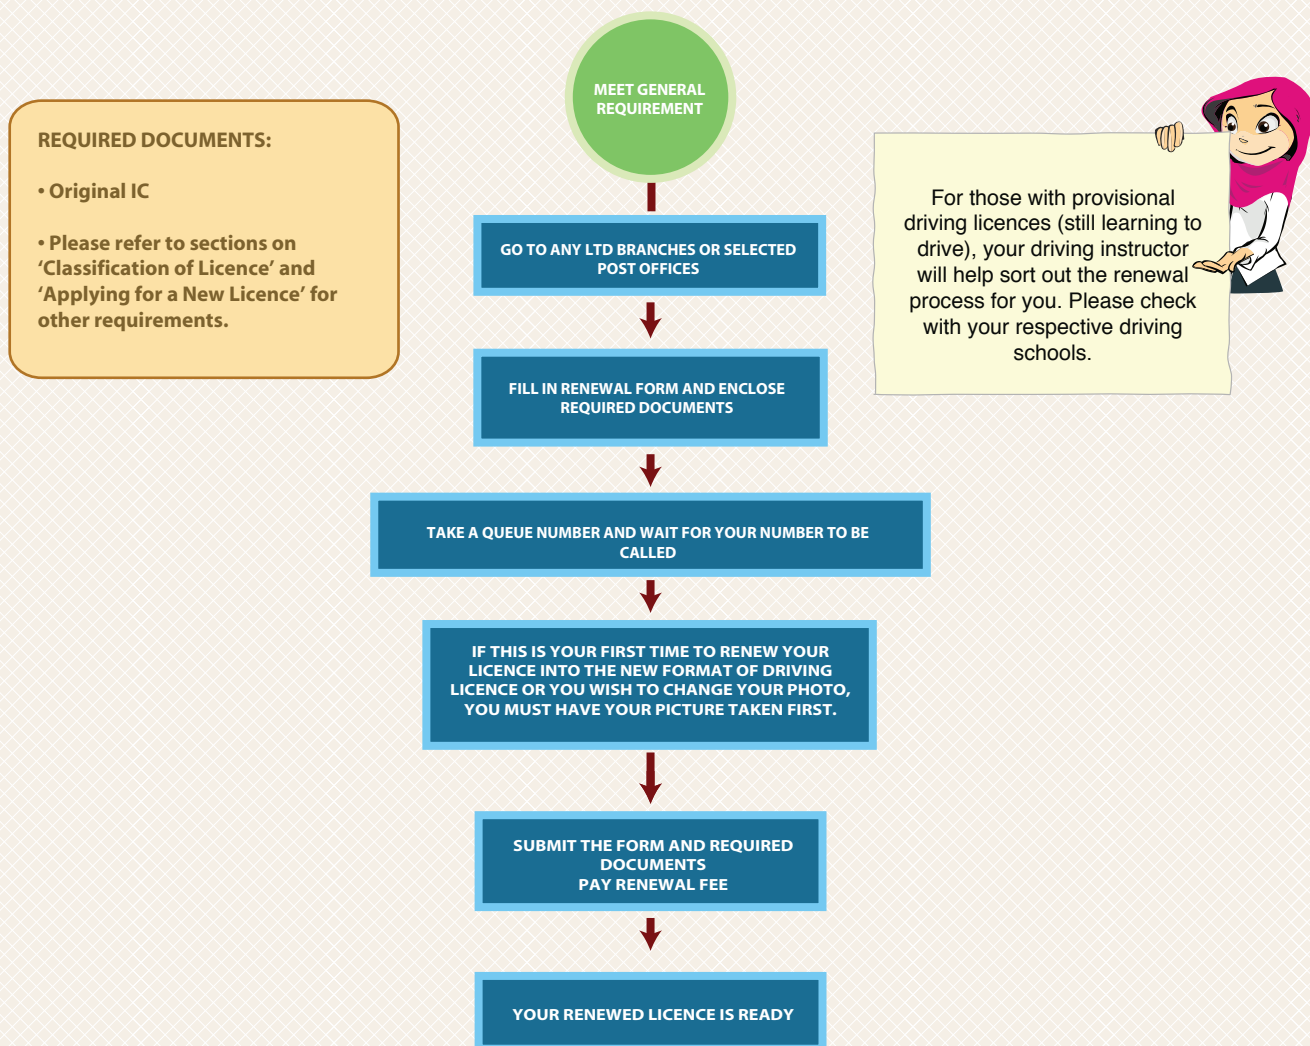 MEET GENERAL
REQUIREMENT
REQUIRED DOCUMENTS:
• Original IC
• Please refer to sections on
‘Classification of Licence’ and
‘Applying for a New Licence’ for
other requirements.
For those with provisional
driving licences (still learning to
drive), your driving instructor
will help sort out the renewal
process for you. Please check
with your respective driving
schools.
GO TO ANY LTD BRANCHES OR SELECTED
POST OFFICES
FILL IN RENEWAL FORM AND ENCLOSE
REQUIRED DOCUMENTS
TAKE A QUEUE NUMBER AND WAIT FOR YOUR NUMBER TO BE
CALLED
IF THIS IS YOUR FIRST TIME TO RENEW YOUR
LICENCE INTO THE NEW FORMAT OF DRIVING
LICENCE OR YOU WISH TO CHANGE YOUR PHOTO,
YOU MUST HAVE YOUR PICTURE TAKEN FIRST.
SUBMIT THE FORM AND REQUIRED
DOCUMENTS
PAY RENEWAL FEE
YOUR RENEWED LICENCE IS READY